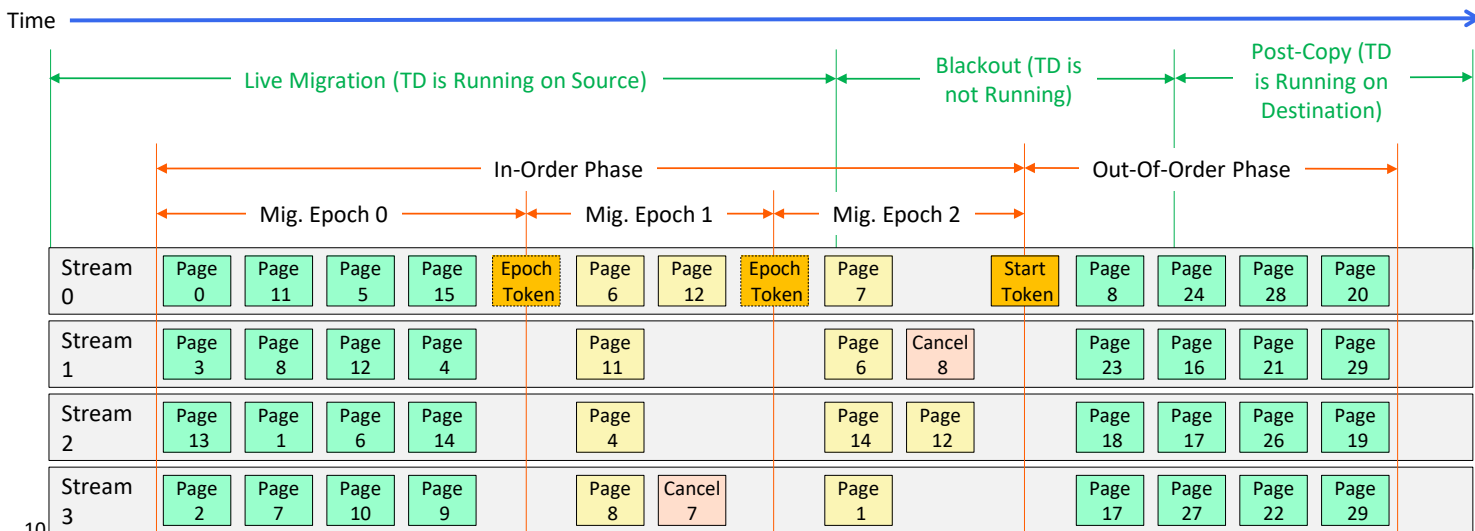 Time
Live Migration (TD is Running on Source)
Blackout (TD is
not Running)
Post-Copy (TD
is Running on
Destination)
In-Order Phase
Out-Of-Order Phase
Mig. Epoch 0
Mig. Epoch 1
Mig. Epoch 2
Stream
0
Page
0
Page
11
Page
5
Page
15
Epoch
Token
Page
6
Page
12
Epoch
Token
Page
7
Start
Token
Page
8
Page
24
Page
28
Page
20
Stream
1
Page
3
Page
8
Page
12
Page
4
Page
11
Page
6
Cancel
8
Page
23
Page
16
Page
21
Page
29
Stream
2
Page
13
Page
1
Page
6
Page
14
Page
4
Page
14
Page
12
Page
18
Page
17
Page
26
Page
19
Stream
3
Page
2
Page
7
Page
10
Page
9
Page
8
Cancel
7
Page
1
Page
17
Page
27
Page
22
Page
29
10